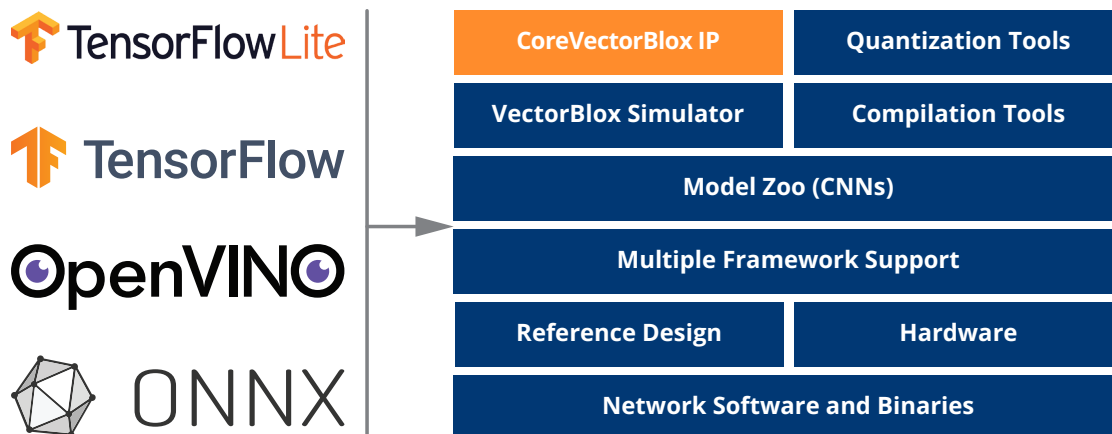 TensorFlow Lite
TensorFlow
OpenVINO
ONNX
CoreVectorBlox IP
Quantization Tools
VectorBlox Simulator
Compilation Tools
Model Zoo (CNNs)
Multiple Framework Support
Reference Design
Hardware
Network Software and Binaries